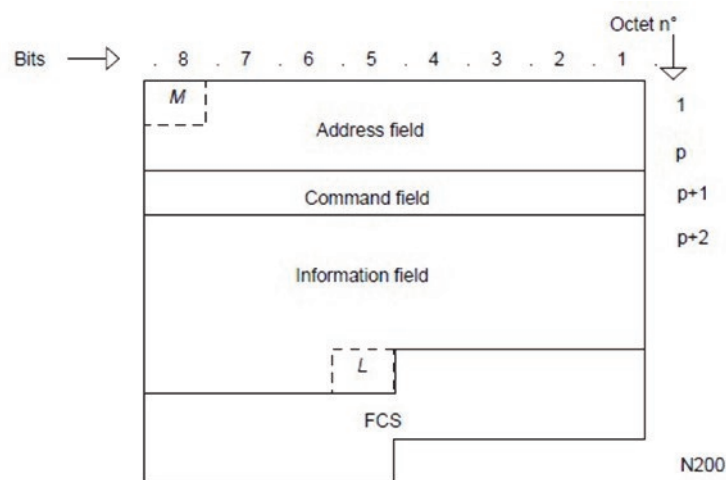 Octet n°
Bits . 8 . 7 . 6 . 5 . 4 . 3 . 2 . 1 .
M
1
Address field
p
Command field
p+1
p+2
Information field
L
FCS
N200